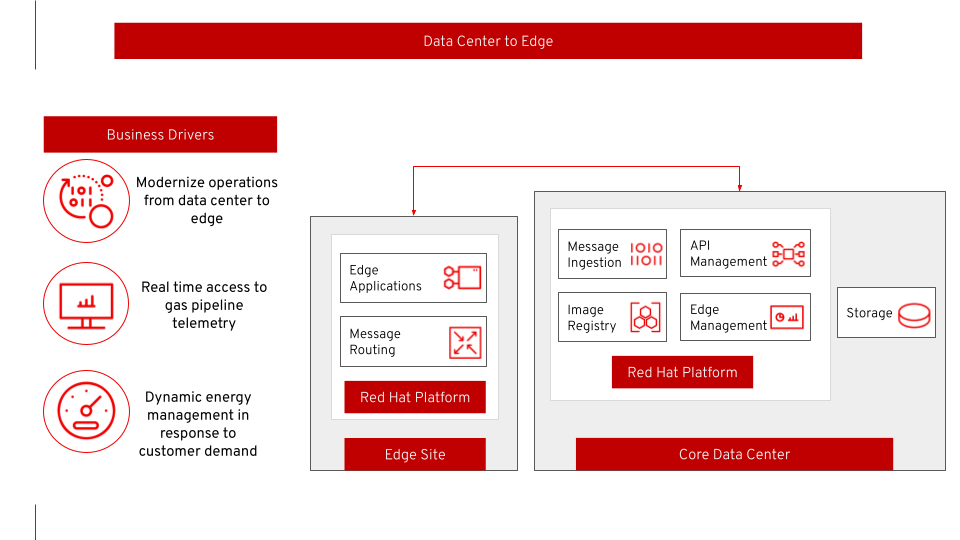 Data Center to Edge
Business Drivers
Modernize operations
from data center to
edge
Real time access to
gas pipeline
telemetry
Dynamic energy
management in
response to
customer demand
Edge
Applications
Message
Routing
Red Hat Platform
Edge Site
Message
Ingestion
1010
11011
API
Management
Image
Registry
Edge
Management
Red Hat Platform
Storage
Core Data Center